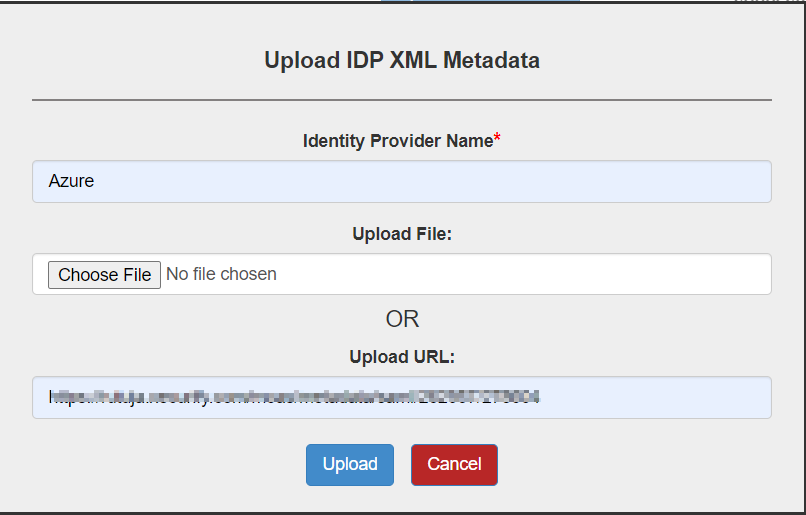 Upload IDP XML Metadata
Identity Provider Name*
Azure
Upload File:
Choose File No file chosen
OR
Upload URL:
Upload Cancel